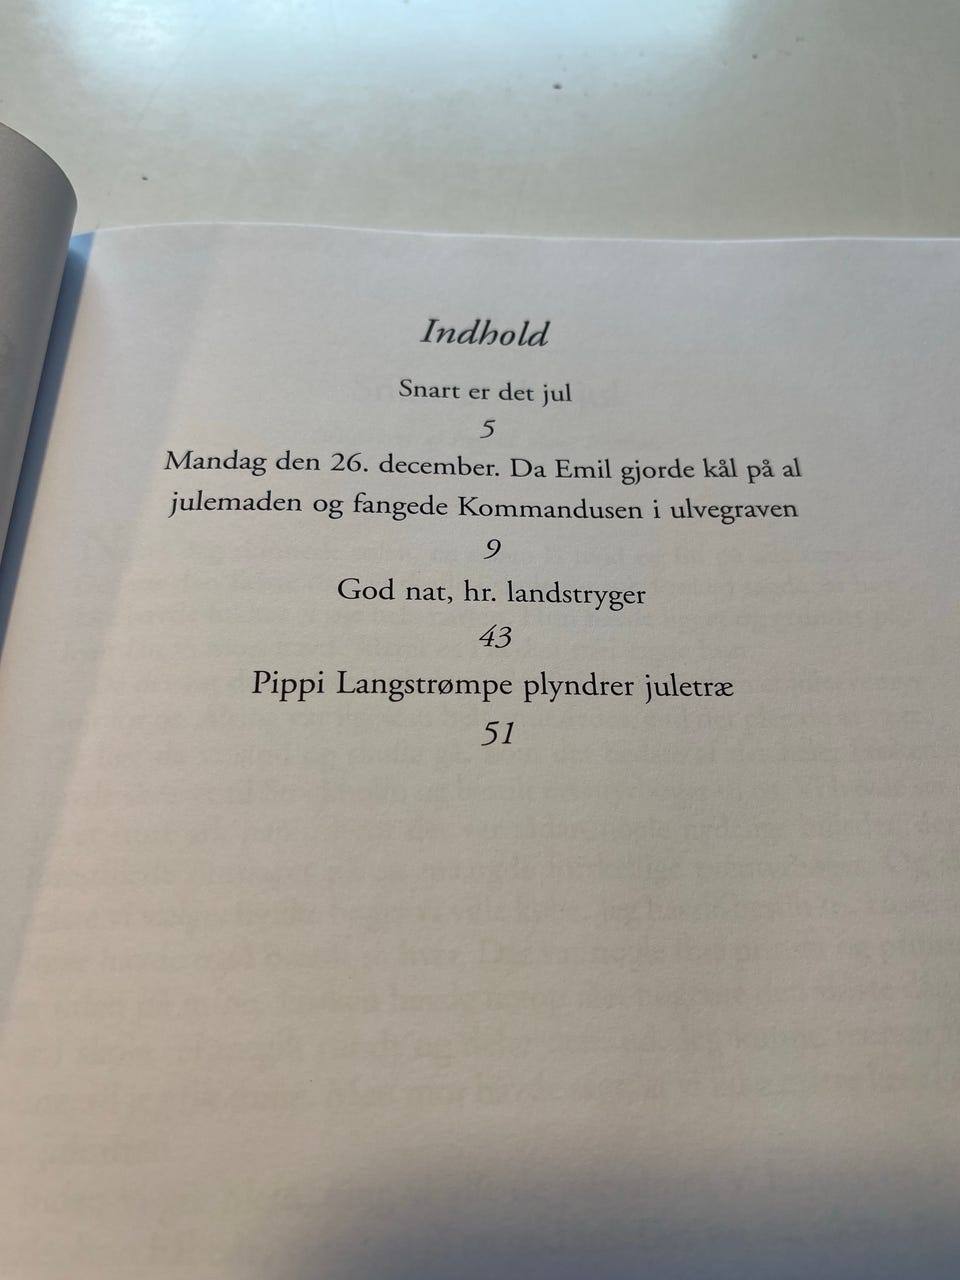 Indhold
Snart er det jul
5
Mandag den 26. december. Da Emil gjorde kål på al
julemaden og fangede Kommandusen i ulvegraven
9
God nat, hr. landstryger
43
Pippi Langstrømpe plyndrer juletræ
51